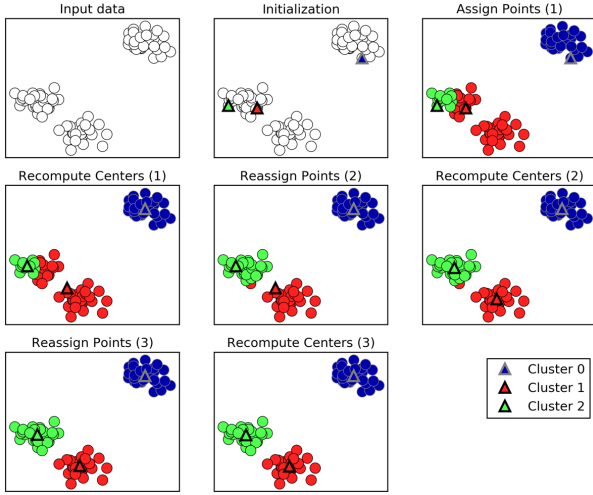 Input data
Initialization
Assign Points (1)
Recompute Centers (1)
Reassign Points (2)
Recompute Centers (2)
Reassign Points (3)
Recompute Centers (3)
Cluster 0
Cluster 1
Cluster 2